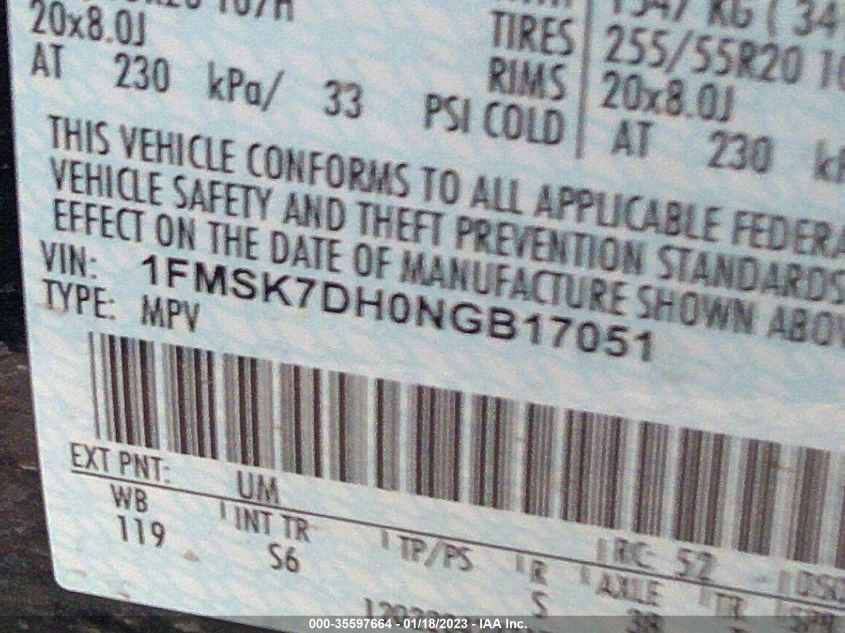 20x8.0J
AT 230 kPa/ 33 PSI COLD
TIRES 255/55R20
RIMS 20x8.0J
AT 230
THIS VEHICLE CONFORMS TO ALL APPLICABLE
VEHICLE SAFETY AND THEFT PREVENTION STANDARDS
EFFECT ON THE DATE OF MANUFACTURE SHOWN
VIN: 1FMSK7DH0NGB17051
TYPE: MPV
EXT PNT: UM RC: 52
WB INT TR TP/PS R AXLE TR
119 S6 S
000-35597664 - 01/18/2023 - IAA Inc.